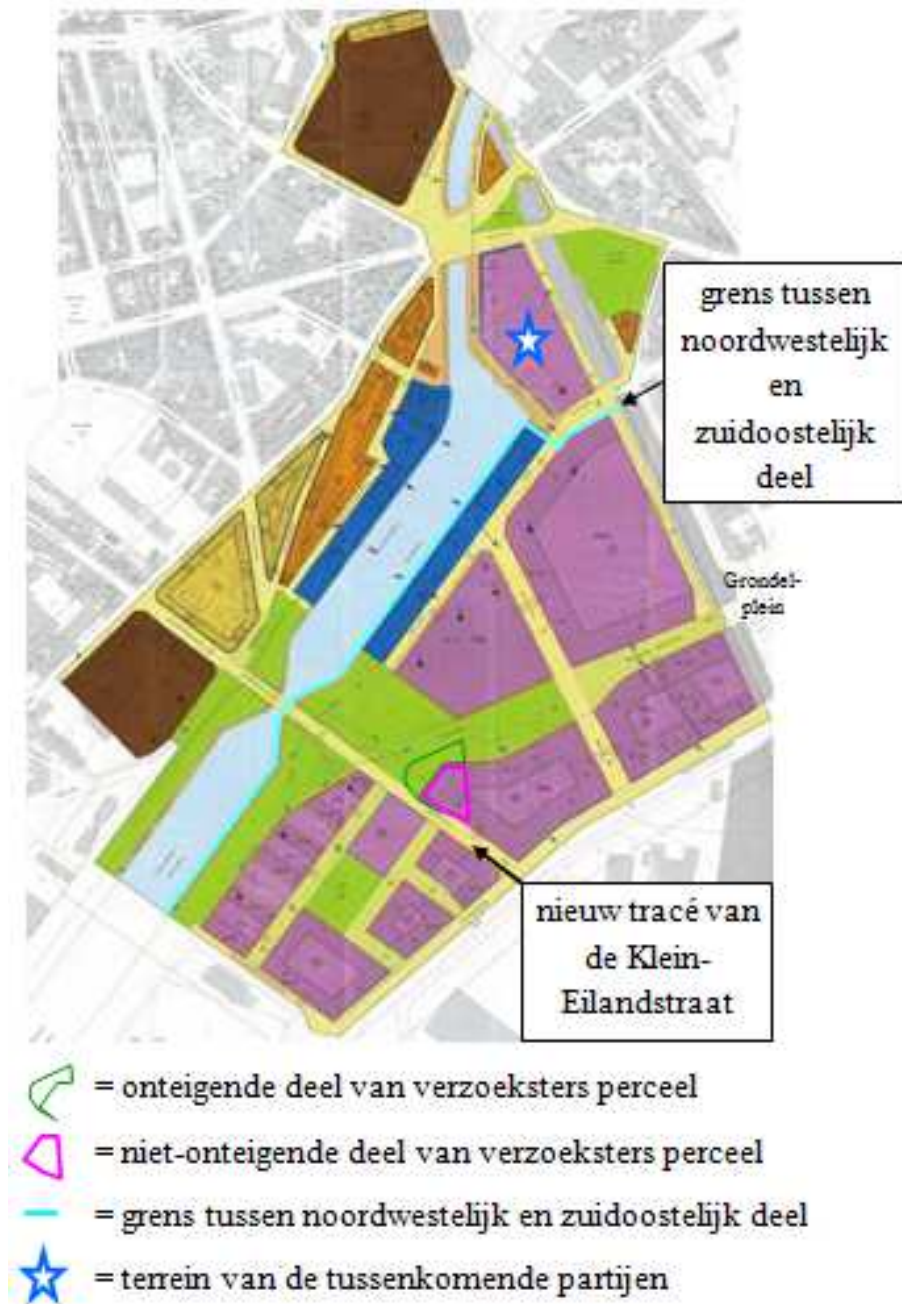 grens tussen
noordwestelijk
en
zuidoostelijk
deel
Grondel-
plein
nieuw tracé van
de Klein-
Eilandstraat
= onteigende deel van verzoeksters perceel
= niet-onteigende deel van verzoeksters perceel
= grens tussen noordwestelijk en zuidoostelijk deel
= terrein van de tussenkomende partijen